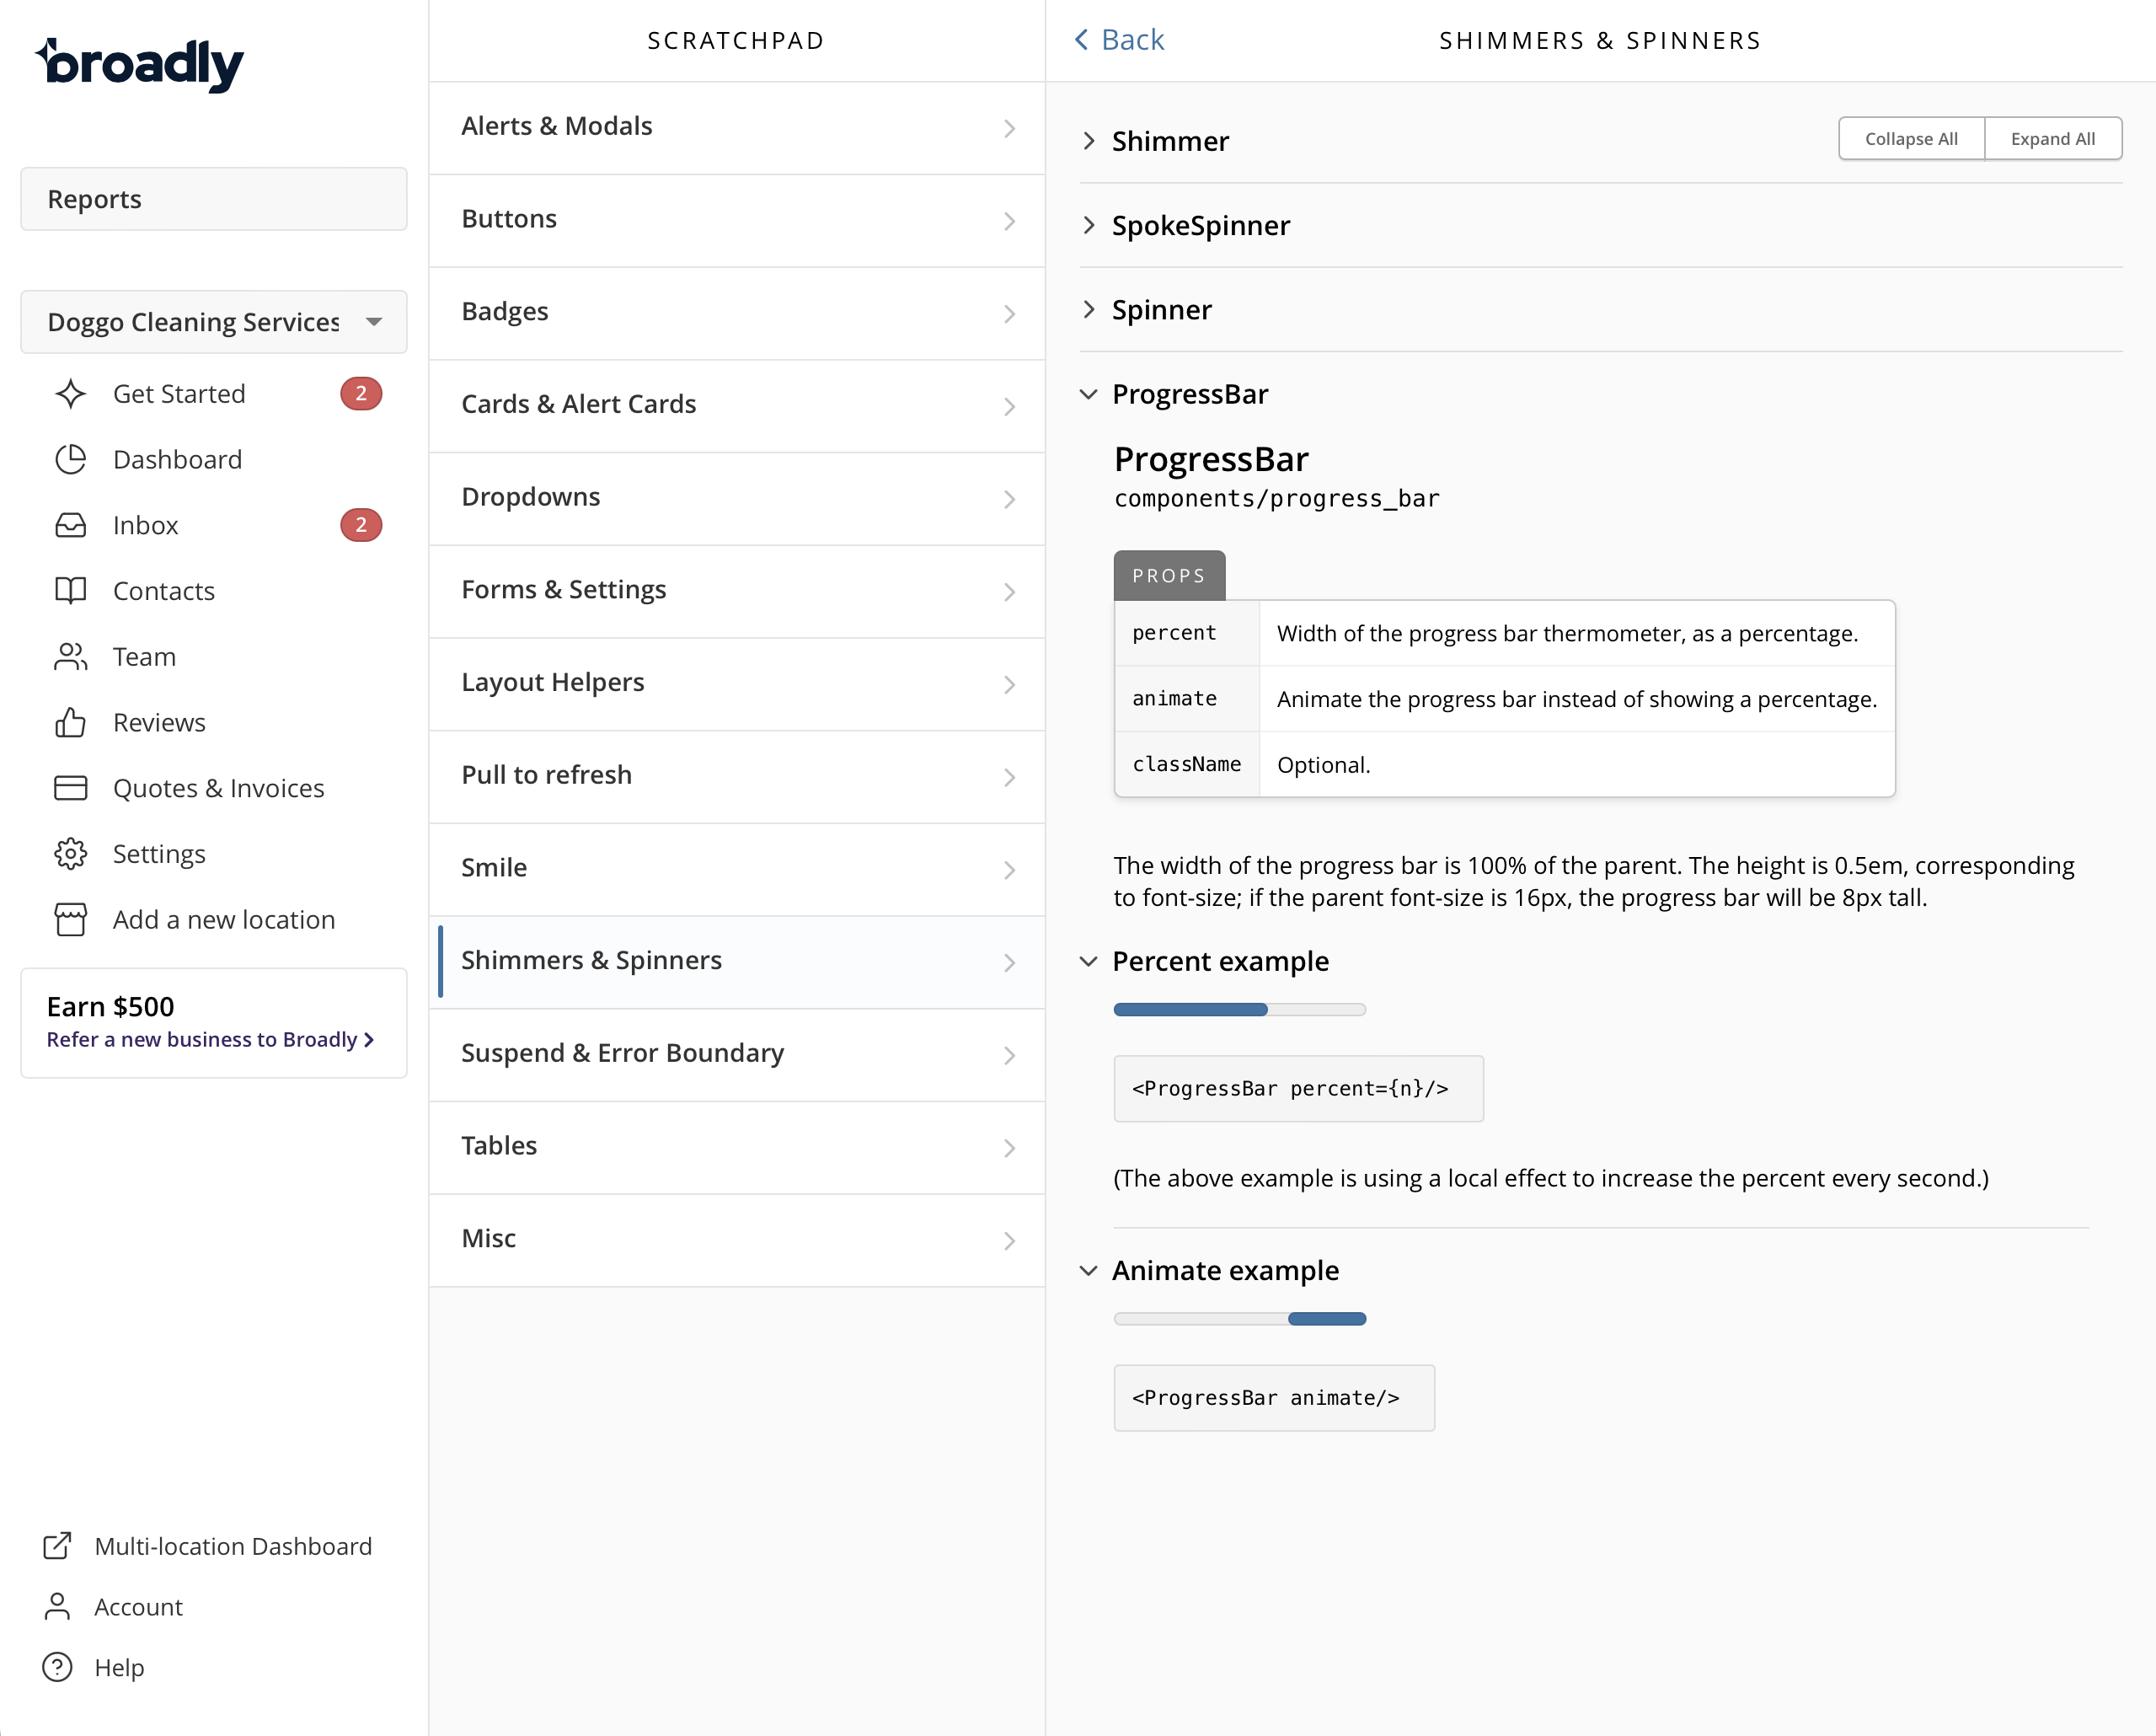 broadly
Reports
Doggo Cleaning Services
Get Started 2
Dashboard
Inbox 2
Contacts
Team
Reviews
Quotes & Invoices
Settings
Add a new location
Earn $500
Refer a new business to Broadly
Multi-location Dashboard
Account
Help
SCRATCHPAD
Alerts & Modals
Buttons
Badges
Cards & Alert Cards
Dropdowns
Forms & Settings
Layout Helpers
Pull to refresh
Smile
Shimmers & Spinners
Suspend & Error Boundary
Tables
Misc
Back
SHIMMERS & SPINNERS
Shimmer
Collapse All
Expand All
SpokeSpinner
Spinner
ProgressBar
ProgressBar
components/progress_bar
PROPS
percent Width of the progress bar thermometer, as a percentage.
animate Animate the progress bar instead of showing a percentage.
className Optional.
The width of the progress bar is 100% of the parent. The height is 0.5em, corresponding
to font-size; if the parent font-size is 16px, the progress bar will be 8px tall.
Percent example
<ProgressBar percent={n}/>
(The above example is using a local effect to increase the percent every second.)
Animate example
<ProgressBar animate/>